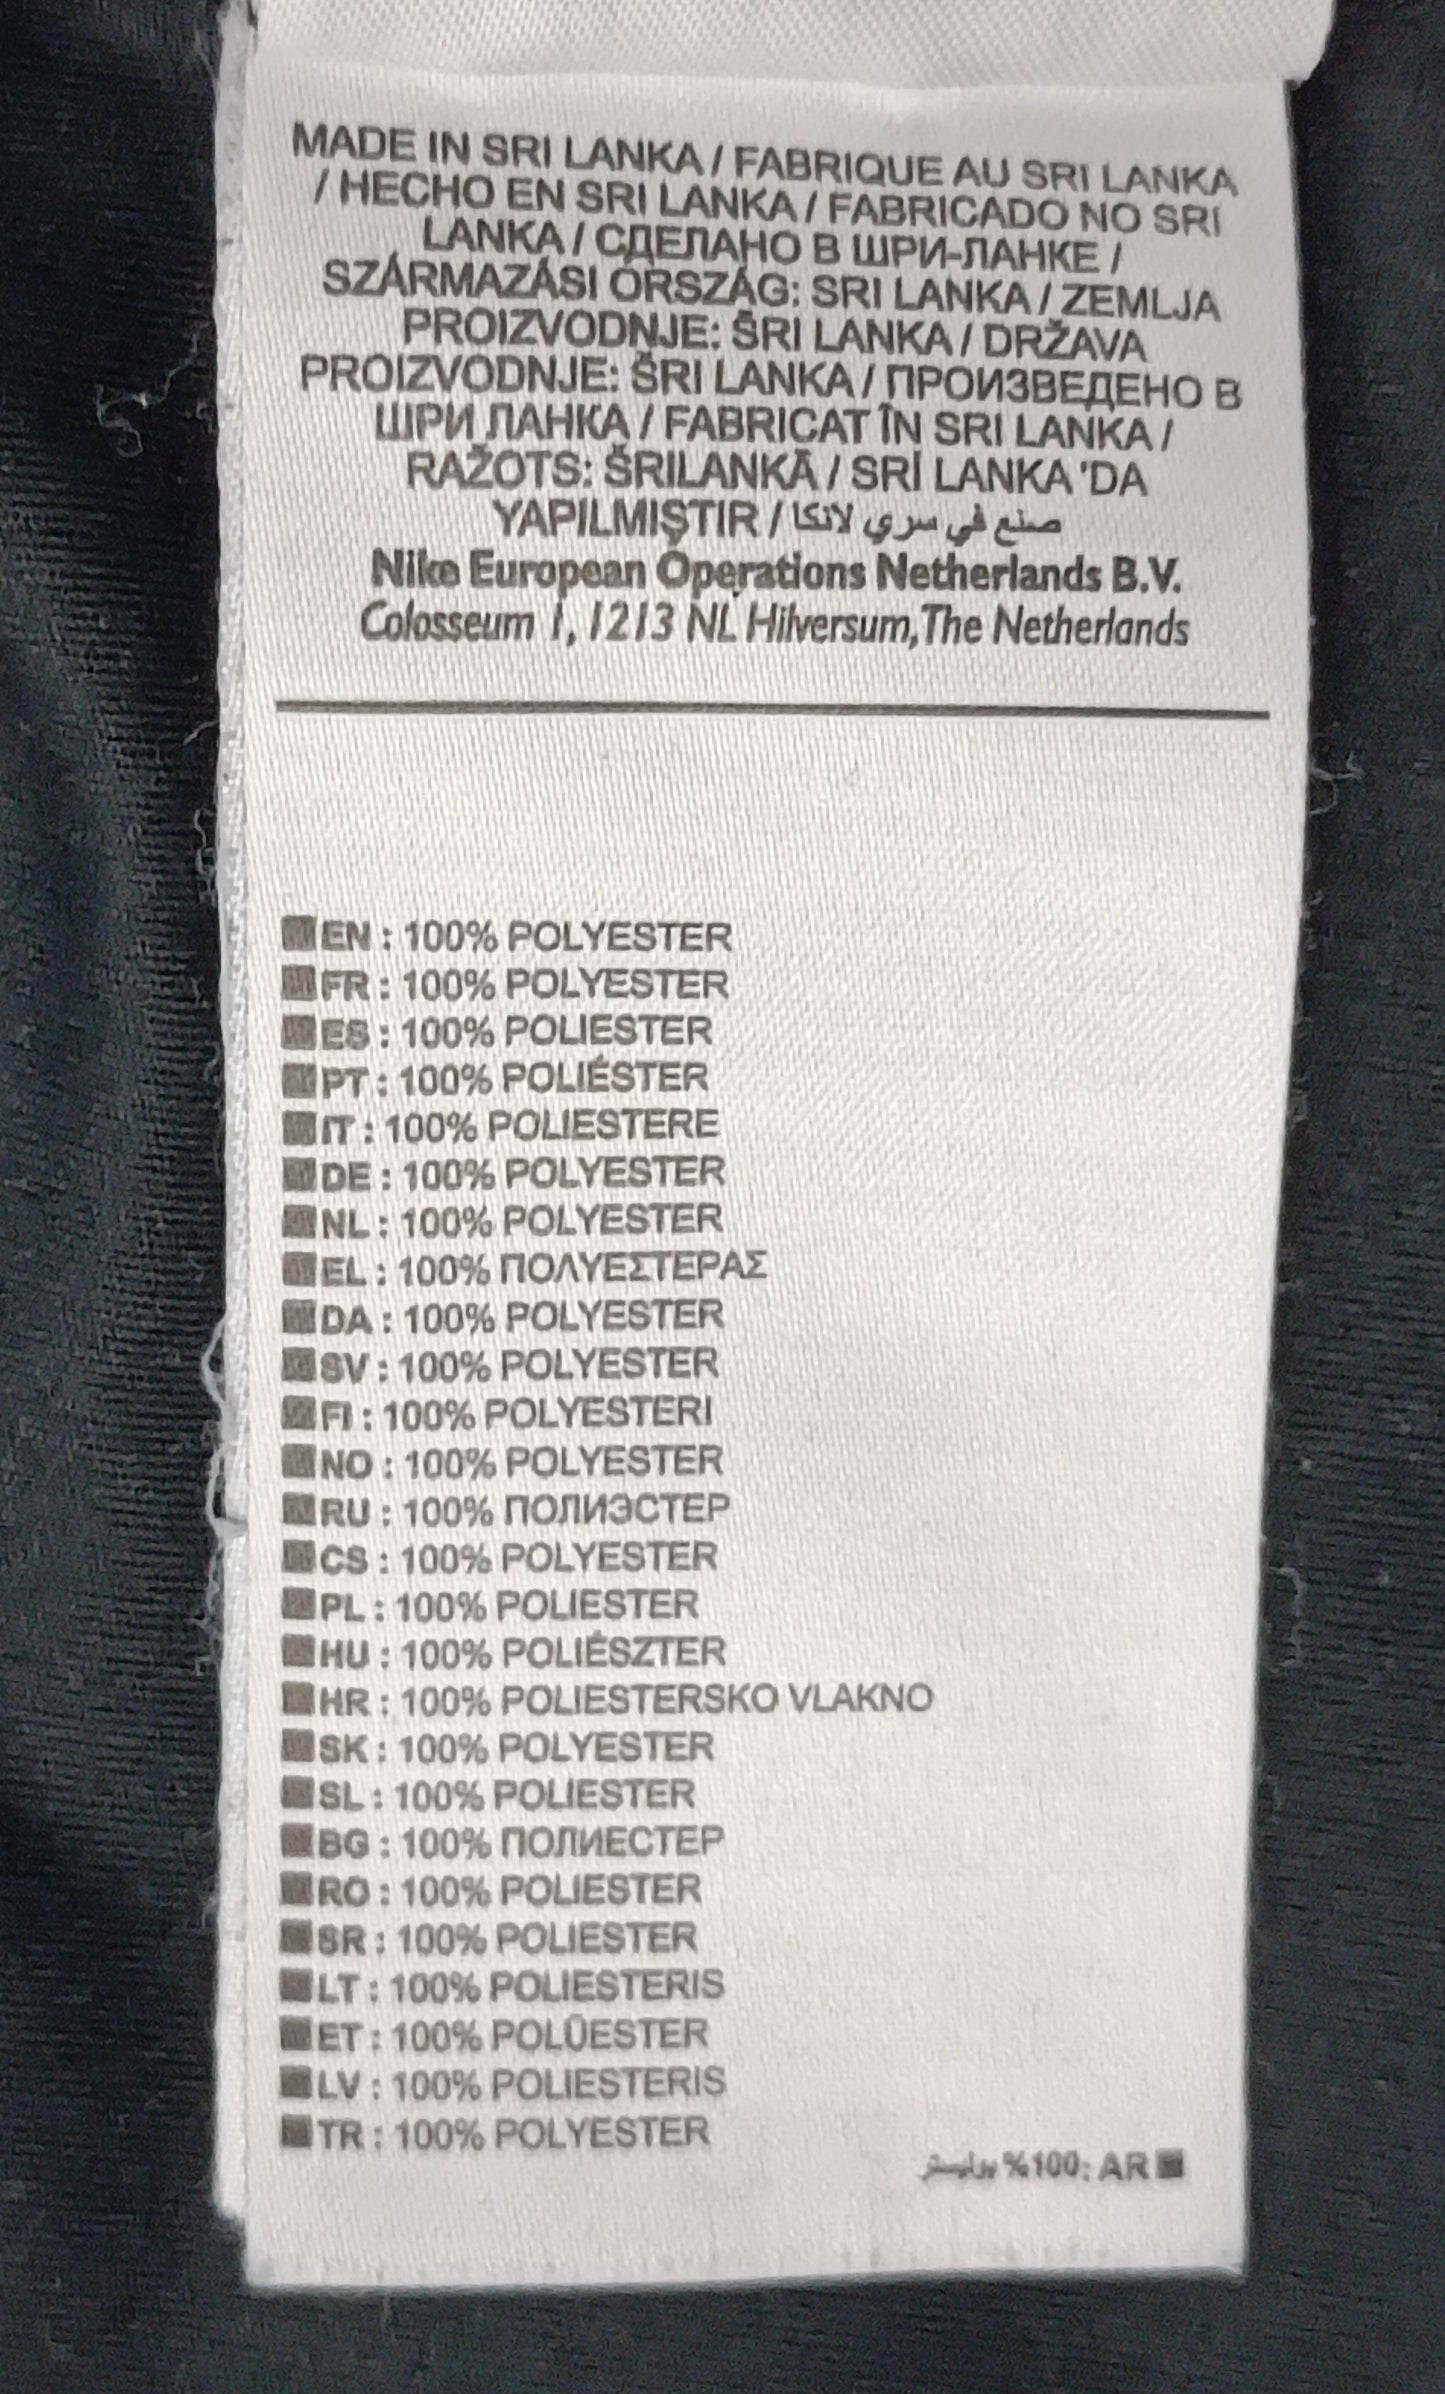 MADE IN SRI LANKA / FABRIQUE AU SRI LANKA
/ HECHO EN SRI LANKA / FABRICADO NO SRI
LANKA / СДЕЛАНО В ШРИ-ЛАНКЕ /
SZÁRMAZÁSI ORSZÁG: SRI LANKA / ZEMLJA
PROIZVODNJE: ŠRI LANKA / DRŽAVA
PROIZVODNJE: ŠRI LANKA / ПРОИЗВЕДЕНО В
ШРИ ЛАНКА / FABRICAT ÎN SRI LANKA /
RAŽOTS: ŠRILANKĀ / SRİ LANKA 'DA
YAPILMIŞTIR / صنع في سري لانكا
Nike European Operations Netherlands B.V.
Colosseum 1, 1213 NL Hilversum, The Netherlands
■EN : 100% POLYESTER
■FR : 100% POLYESTER
■ES : 100% POLIESTER
■PT : 100% POLIÉSTER
■IT : 100% POLIESTERE
■DE : 100% POLYESTER
■NL : 100% POLYESTER
■EL : 100% ΠΟΛΥΕΣΤΕΡΑΣ
■DA : 100% POLYESTER
■SV : 100% POLYESTER
■FI : 100% POLYESTERI
■NO : 100% POLYESTER
■RU : 100% ПОЛИЭСТЕР
■CS : 100% POLYESTER
■PL : 100% POLIESTER
■HU : 100% POLIÉSZTER
■HR : 100% POLIESTERSKO VLAKNO
■SK : 100% POLYESTER
■SL : 100% POLIESTER
■BG : 100% ПОЛИЕСТЕР
■RO : 100% POLIESTER
■SR : 100% POLIESTER
■LT : 100% POLIESTERIS
■ET : 100% POLÜESTER
■LV : 100% POLIESTERIS
■TR : 100% POLYESTER
■AR :100% بوليستر